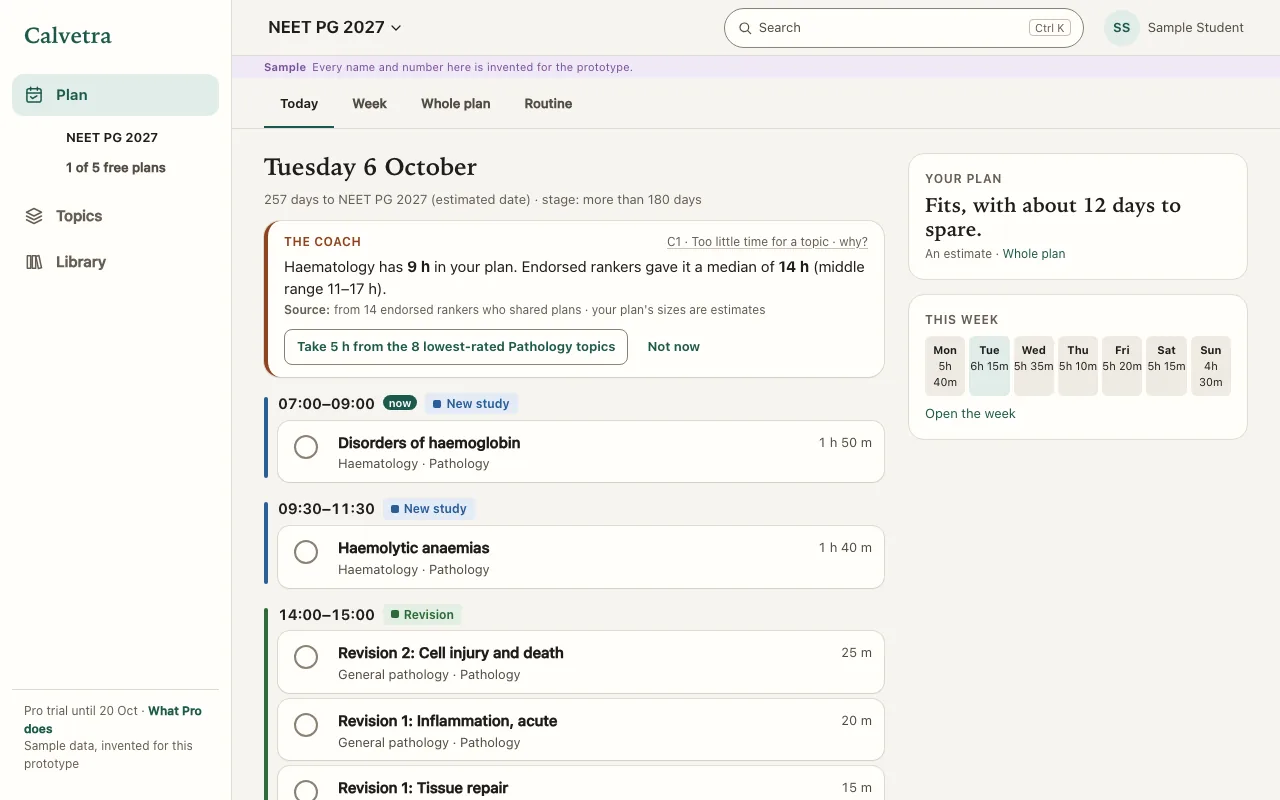 Calvetra
Plan
NEET PG 2027
1 of 5 free plans
Topics
Library
Pro trial until 20 Oct · What Pro
does
Sample data, invented for this
prototype
NEET PG 2027
Search
Ctrl K
SS
Sample Student
Sample Every name and number here is invented for the prototype.
Today
Week
Whole plan
Routine
Tuesday 6 October
257 days to NEET PG 2027 (estimated date) · stage: more than 180 days
THE COACH
C1 · Too little time for a topic · why?
Haematology has 9 h in your plan. Endorsed rankers gave it a median of 14 h (middle
range 11–17 h).
Source: from 14 endorsed rankers who shared plans · your plan's sizes are estimates
Take 5 h from the 8 lowest-rated Pathology topics
Not now
07:00–09:00 now New study
Disorders of haemoglobin
1 h 50 m
Haematology · Pathology
09:30–11:30 New study
Haemolytic anaemias
1 h 40 m
Haematology · Pathology
14:00–15:00 Revision
Revision 2: Cell injury and death
25 m
General pathology · Pathology
Revision 1: Inflammation, acute
20 m
General pathology · Pathology
Revision 1: Tissue repair
15 m
YOUR PLAN
Fits, with about 12 days to
spare.
An estimate · Whole plan
THIS WEEK
Mon
5h
40m
Tue
6h 15m
Wed
5h 35m
Thu
5h 10m
Fri
5h 20m
Sat
5h 15m
Sun
4h
30m
Open the week